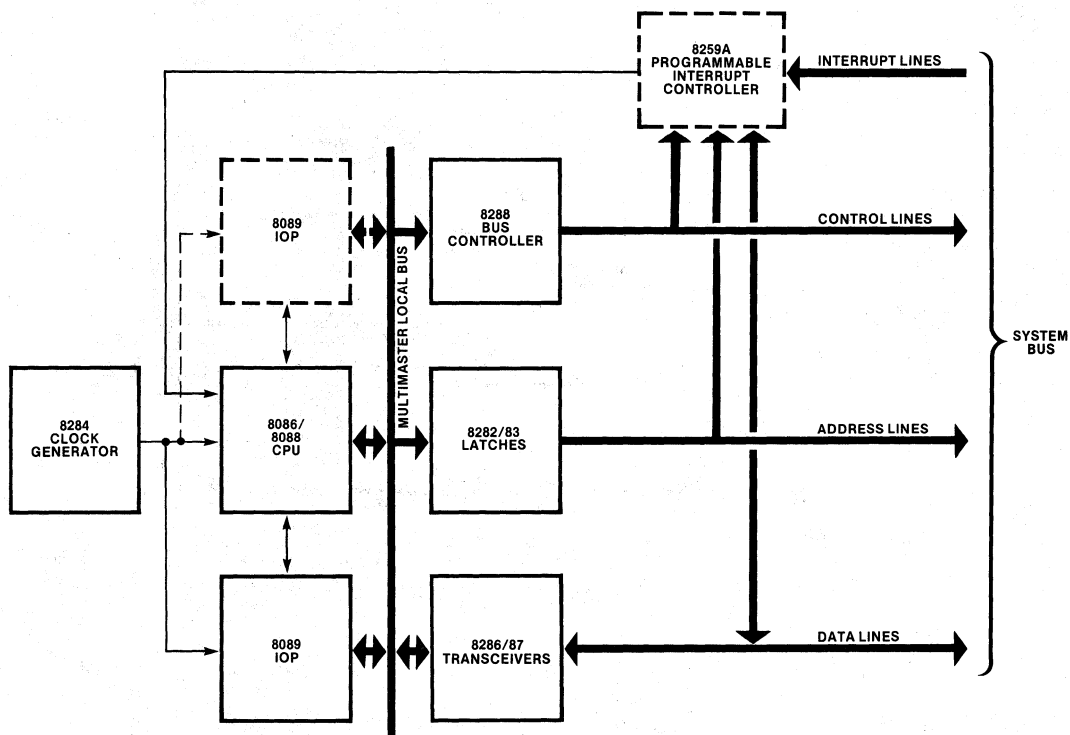 8259A
PROGRAMMABLE
INTERRUPT
CONTROLLER
INTERRUPT LINES
8089
IOP
8288
BUS
CONTROLLER
CONTROL LINES
MULTIMASTER LOCAL BUS
SYSTEM
BUS
8284
CLOCK
GENERATOR
8086/
8088
CPU
8282/83
LATCHES
ADDRESS LINES
8089
IOP
8286/87
TRANSCEIVERS
DATA LINES